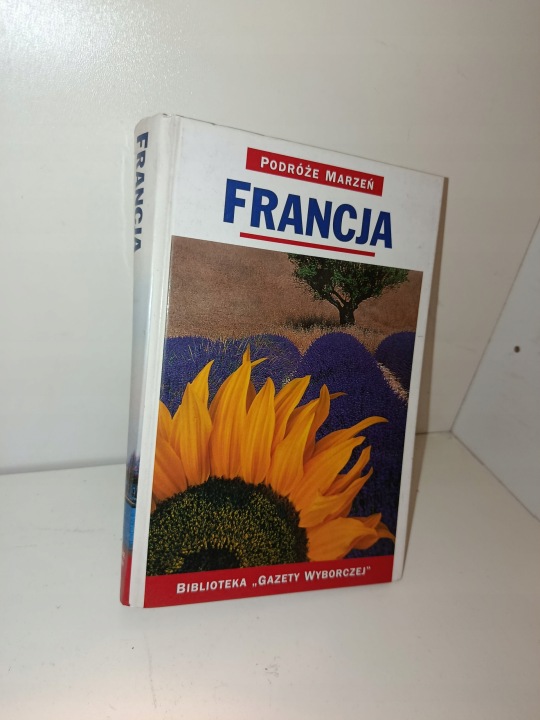 FRANCJA
PODRÓŻE MARZEŃ
FRANCJA
BIBLIOTEKA „GAZETY WYBORCZEJ”